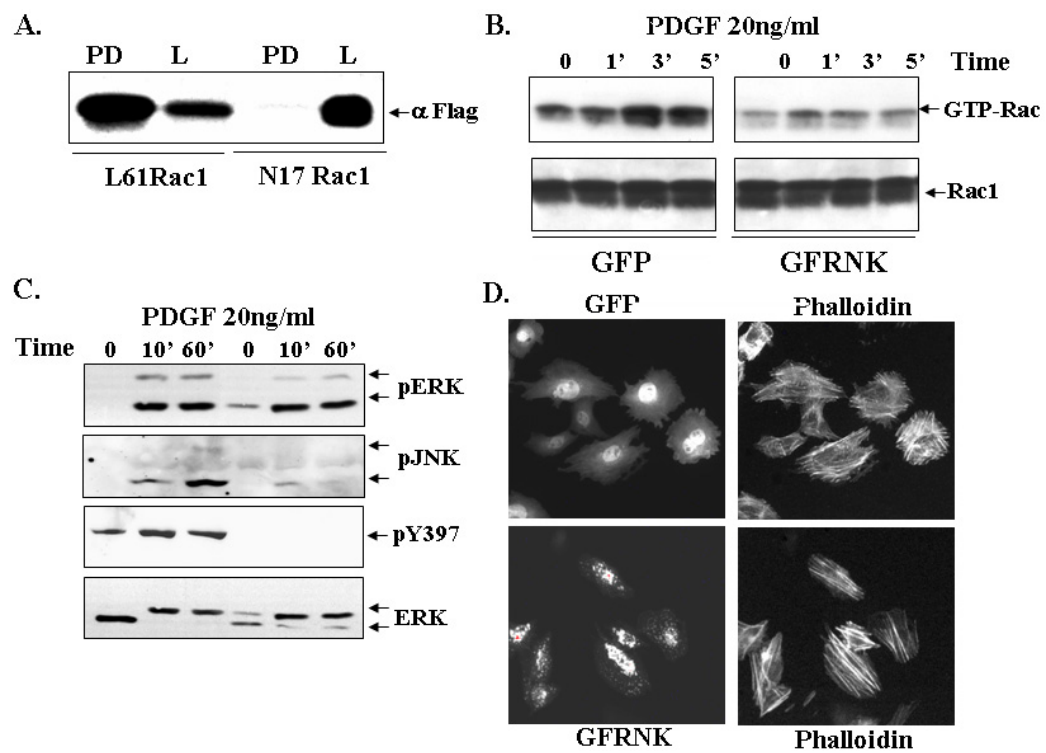 A.
PD L PD L
α Flag
L61Rac1 N17 Rac1
B.
PDGF 20ng/ml
0 1' 3' 5' 0 1' 3' 5' Time
GTP-Rac
Rac1
GFP GFRNK
C.
PDGF 20ng/ml
Time 0 10' 60' 0 10' 60'
pERK
pJNK
pY397
ERK
D.
GFP Phalloidin
GFRNK Phalloidin